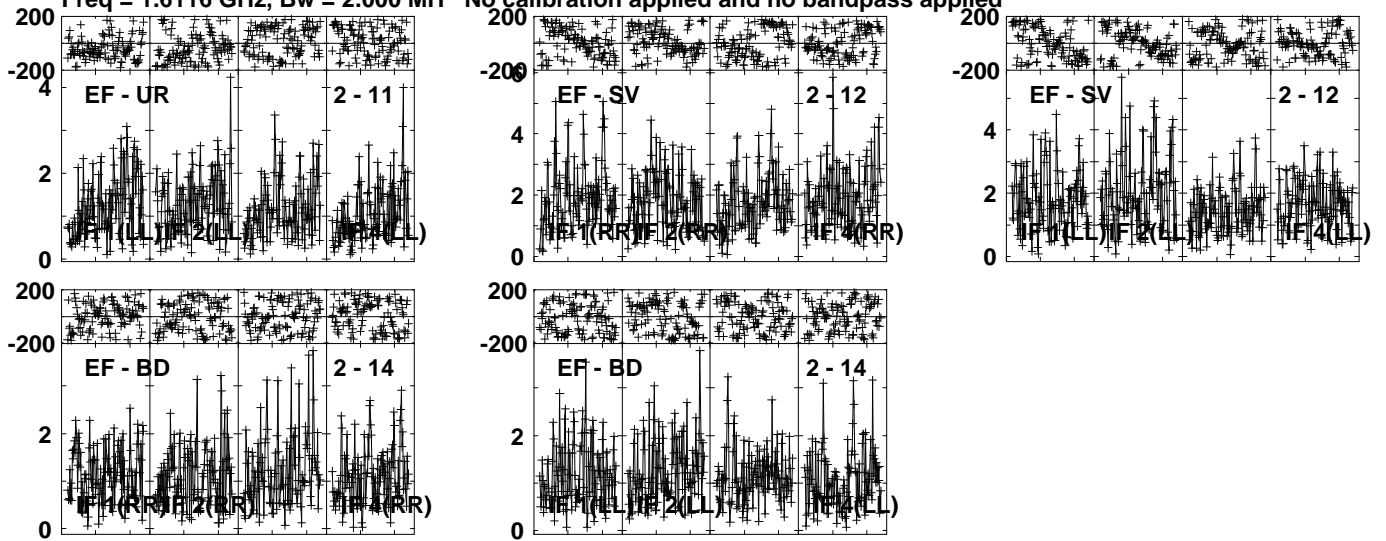 Freq = 1.6116 GHz, Bw = 2.000 MH No calibration applied and no bandpass applied
200 200 200
-200 -200 -200
4 6
EF - UR 2 - 11 EF - SV 2 - 12 EF - SV 2 - 12
4 4
2 2 2
IF 1(LL) IF 2(LL) IF 4(LL) IF 1(RR) IF 2(RR) IF 4(RR) IF 1(LL) IF 2(LL) IF 4(LL)
0 0 0
200 200
-200 -200
EF - BD 2 - 14 EF - BD 2 - 14
2 2
IF 1(RR) IF 2(RR) IF 4(RR) IF 1(LL) IF 2(LL) IF 4(LL)
0 0